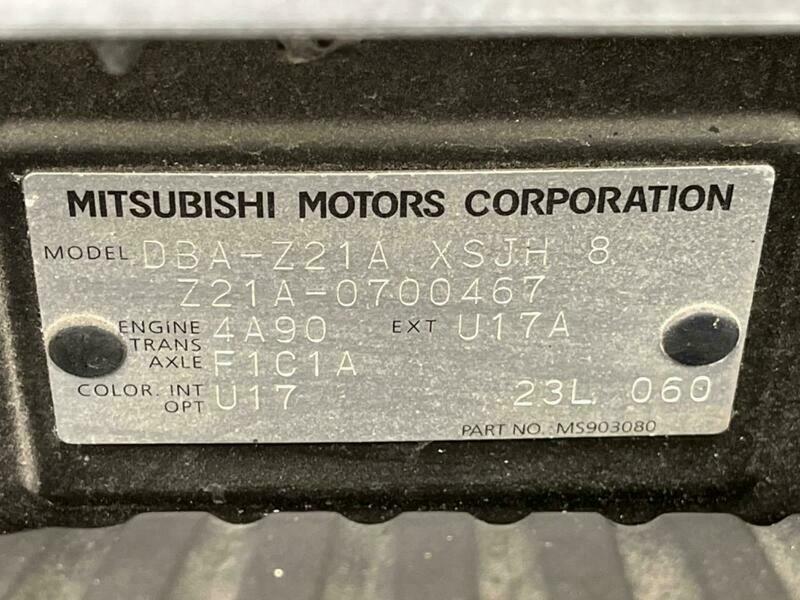 MITSUBISHI MOTORS CORPORATION
MODEL DBA-Z21A XSJH 8
Z21A-0700467
ENGINE 4A90 EXT U17A
TRANS AXLE F1C1A
COLOR. INT OPT U17 23L 060
PART NO. MS903080